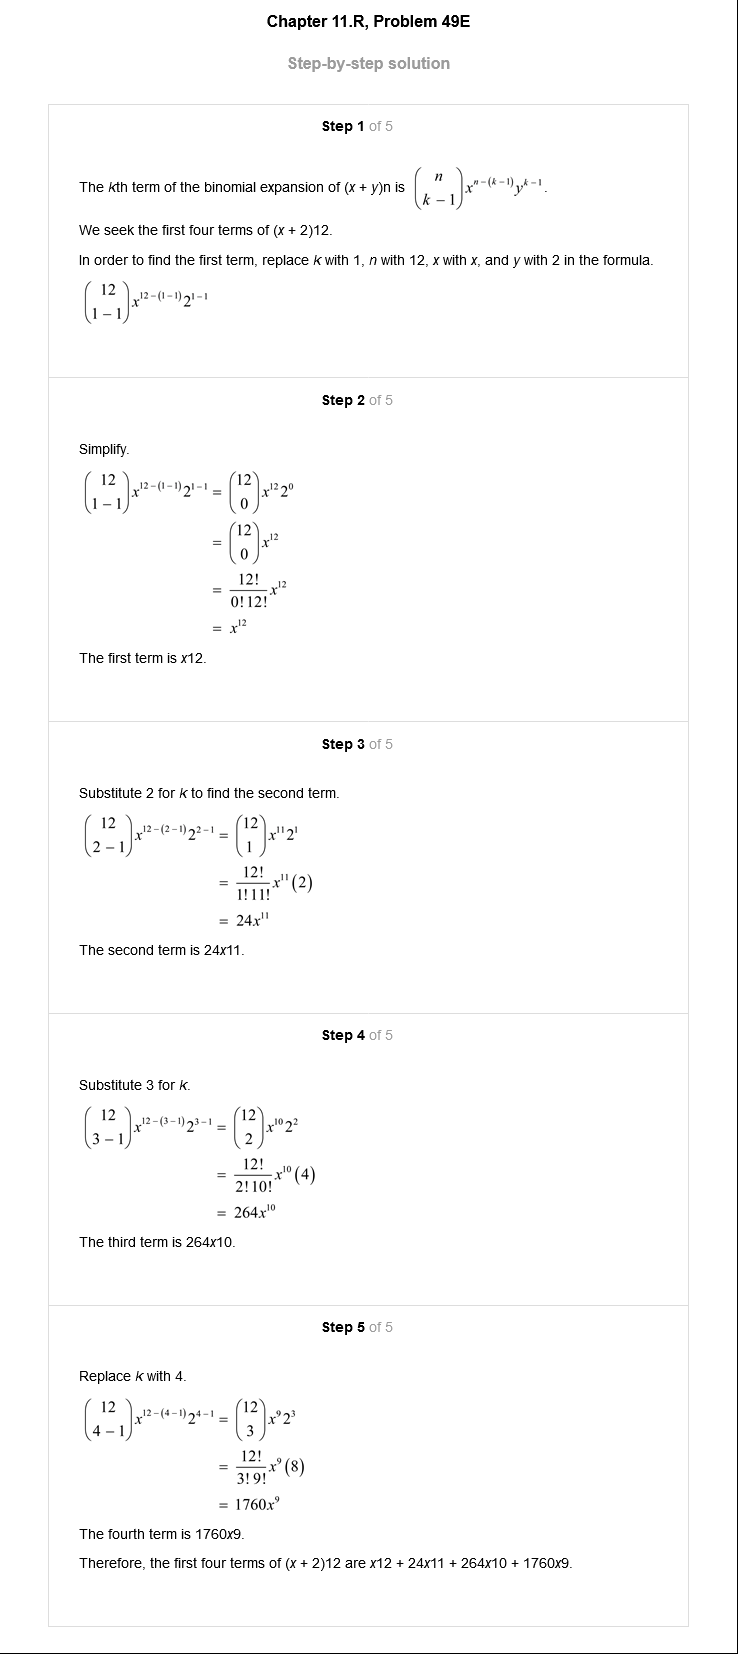 Chapter 11.R, Problem 49E
Step-by-step solution
Step 1 of 5
The kth term of the binomial expansion of (x + y)n is $\binom{n}{k-1}x^{n-(k-1)}y^{k-1}$.
We seek the first four terms of (x + 2)12.
In order to find the first term, replace k with 1, n with 12, x with x, and y with 2 in the formula.
$\binom{12}{1-1}x^{12-(1-1)}2^{1-1}$
Step 2 of 5
Simplify.
$\binom{12}{1-1}x^{12-(1-1)}2^{1-1} = \binom{12}{0}x^{12}2^{0}$
$= \binom{12}{0}x^{12}$
$= \frac{12!}{0!12!}x^{12}$
$= x^{12}$
The first term is x12.
Step 3 of 5
Substitute 2 for k to find the second term.
$\binom{12}{2-1}x^{12-(2-1)}2^{2-1} = \binom{12}{1}x^{11}2^{1}$
$= \frac{12!}{1!11!}x^{11}(2)$
$= 24x^{11}$
The second term is 24x11.
Step 4 of 5
Substitute 3 for k.
$\binom{12}{3-1}x^{12-(3-1)}2^{3-1} = \binom{12}{2}x^{10}2^{2}$
$= \frac{12!}{2!10!}x^{10}(4)$
$= 264x^{10}$
The third term is 264x10.
Step 5 of 5
Replace k with 4.
$\binom{12}{4-1}x^{12-(4-1)}2^{4-1} = \binom{12}{3}x^{9}2^{3}$
$= \frac{12!}{3!9!}x^{9}(8)$
$= 1760x^{9}$
The fourth term is 1760x9.
Therefore, the first four terms of (x + 2)12 are x12 + 24x11 + 264x10 + 1760x9.